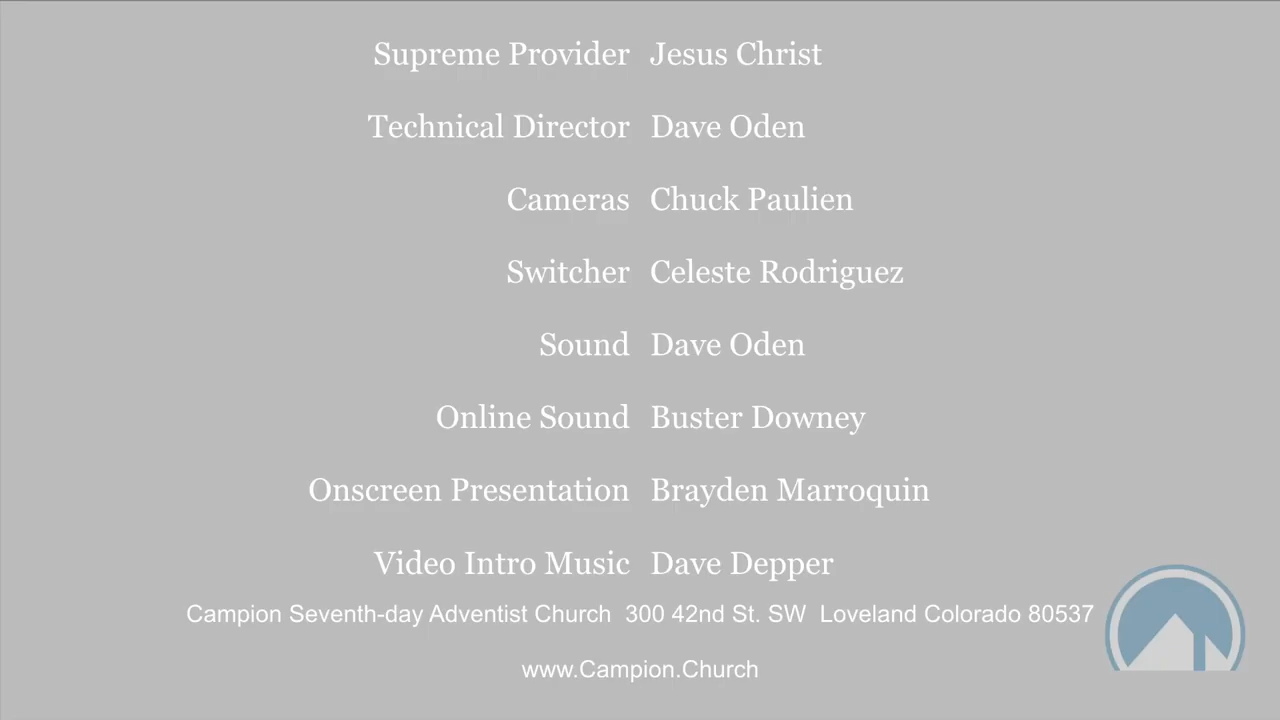 Supreme Provider Jesus Christ
Technical Director Dave Oden
Cameras Chuck Paulien
Switcher Celeste Rodriguez
Sound Dave Oden
Online Sound Buster Downey
Onscreen Presentation Brayden Marroquin
Video Intro Music Dave Depper
Campion Seventh-day Adventist Church 300 42nd St. SW Loveland Colorado 80537
www.Campion.Church